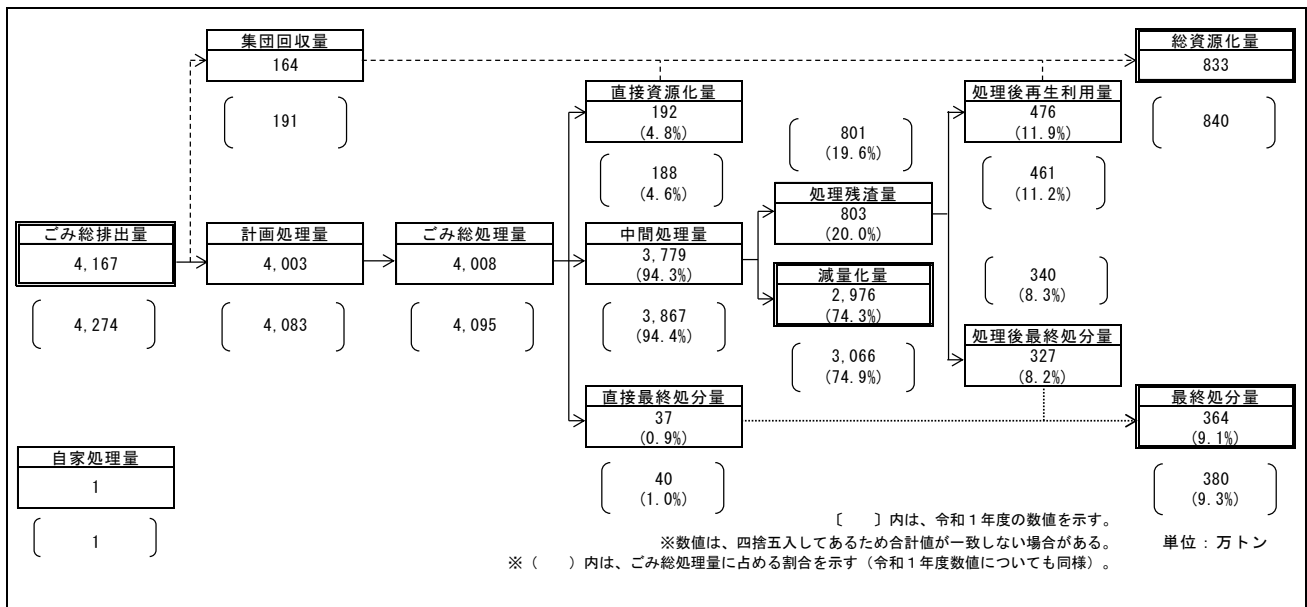 集団回収量
164
〔 191 〕
総資源化量
833
〔 840 〕
直接資源化量
192
(4.8%)
〔 188
(4.6%) 〕
処理後再生利用量
476
(11.9%)
〔 461
(11.2%) 〕
〔 801
(19.6%) 〕
処理残渣量
803
(20.0%)
ごみ総排出量
4,167
〔 4,274 〕
計画処理量
4,003
〔 4,083 〕
ごみ総処理量
4,008
〔 4,095 〕
中間処理量
3,779
(94.3%)
〔 3,867
(94.4%) 〕
減量化量
2,976
(74.3%)
〔 3,066
(74.9%) 〕
〔 340
(8.3%) 〕
処理後最終処分量
327
(8.2%)
直接最終処分量
37
(0.9%)
〔 40
(1.0%) 〕
最終処分量
364
(9.1%)
〔 380
(9.3%) 〕
自家処理量
1
〔 1 〕
〔 〕内は、令和1年度の数値を示す。
※数値は、四捨五入してあるため合計値が一致しない場合がある。
単位：万トン
※（ ）内は、ごみ総処理量に占める割合を示す（令和1年度数値についても同様）。